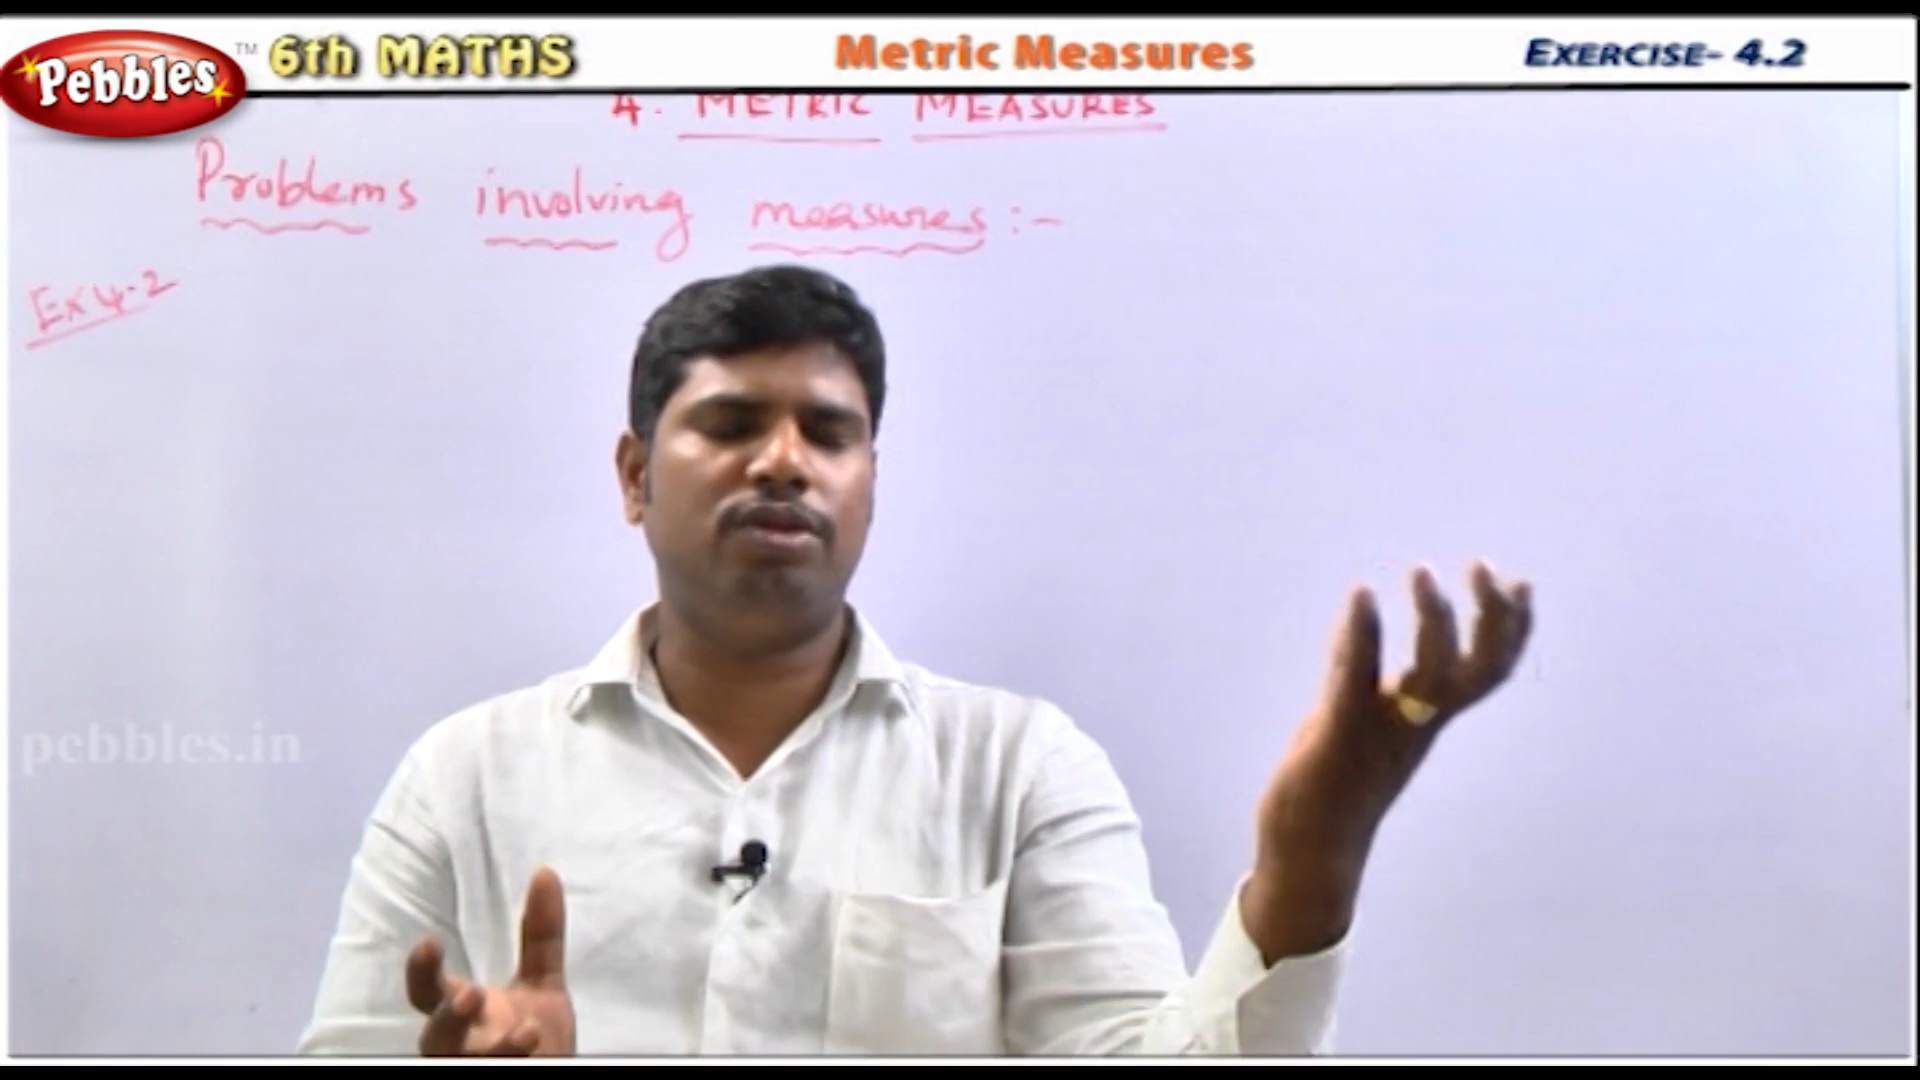 Pebbles TM 6th MATHS Metric Measures EXERCISE- 4.2
4. METRIC MEASURES
Problems involving measures:-
Ex 4-2
pebbles.in